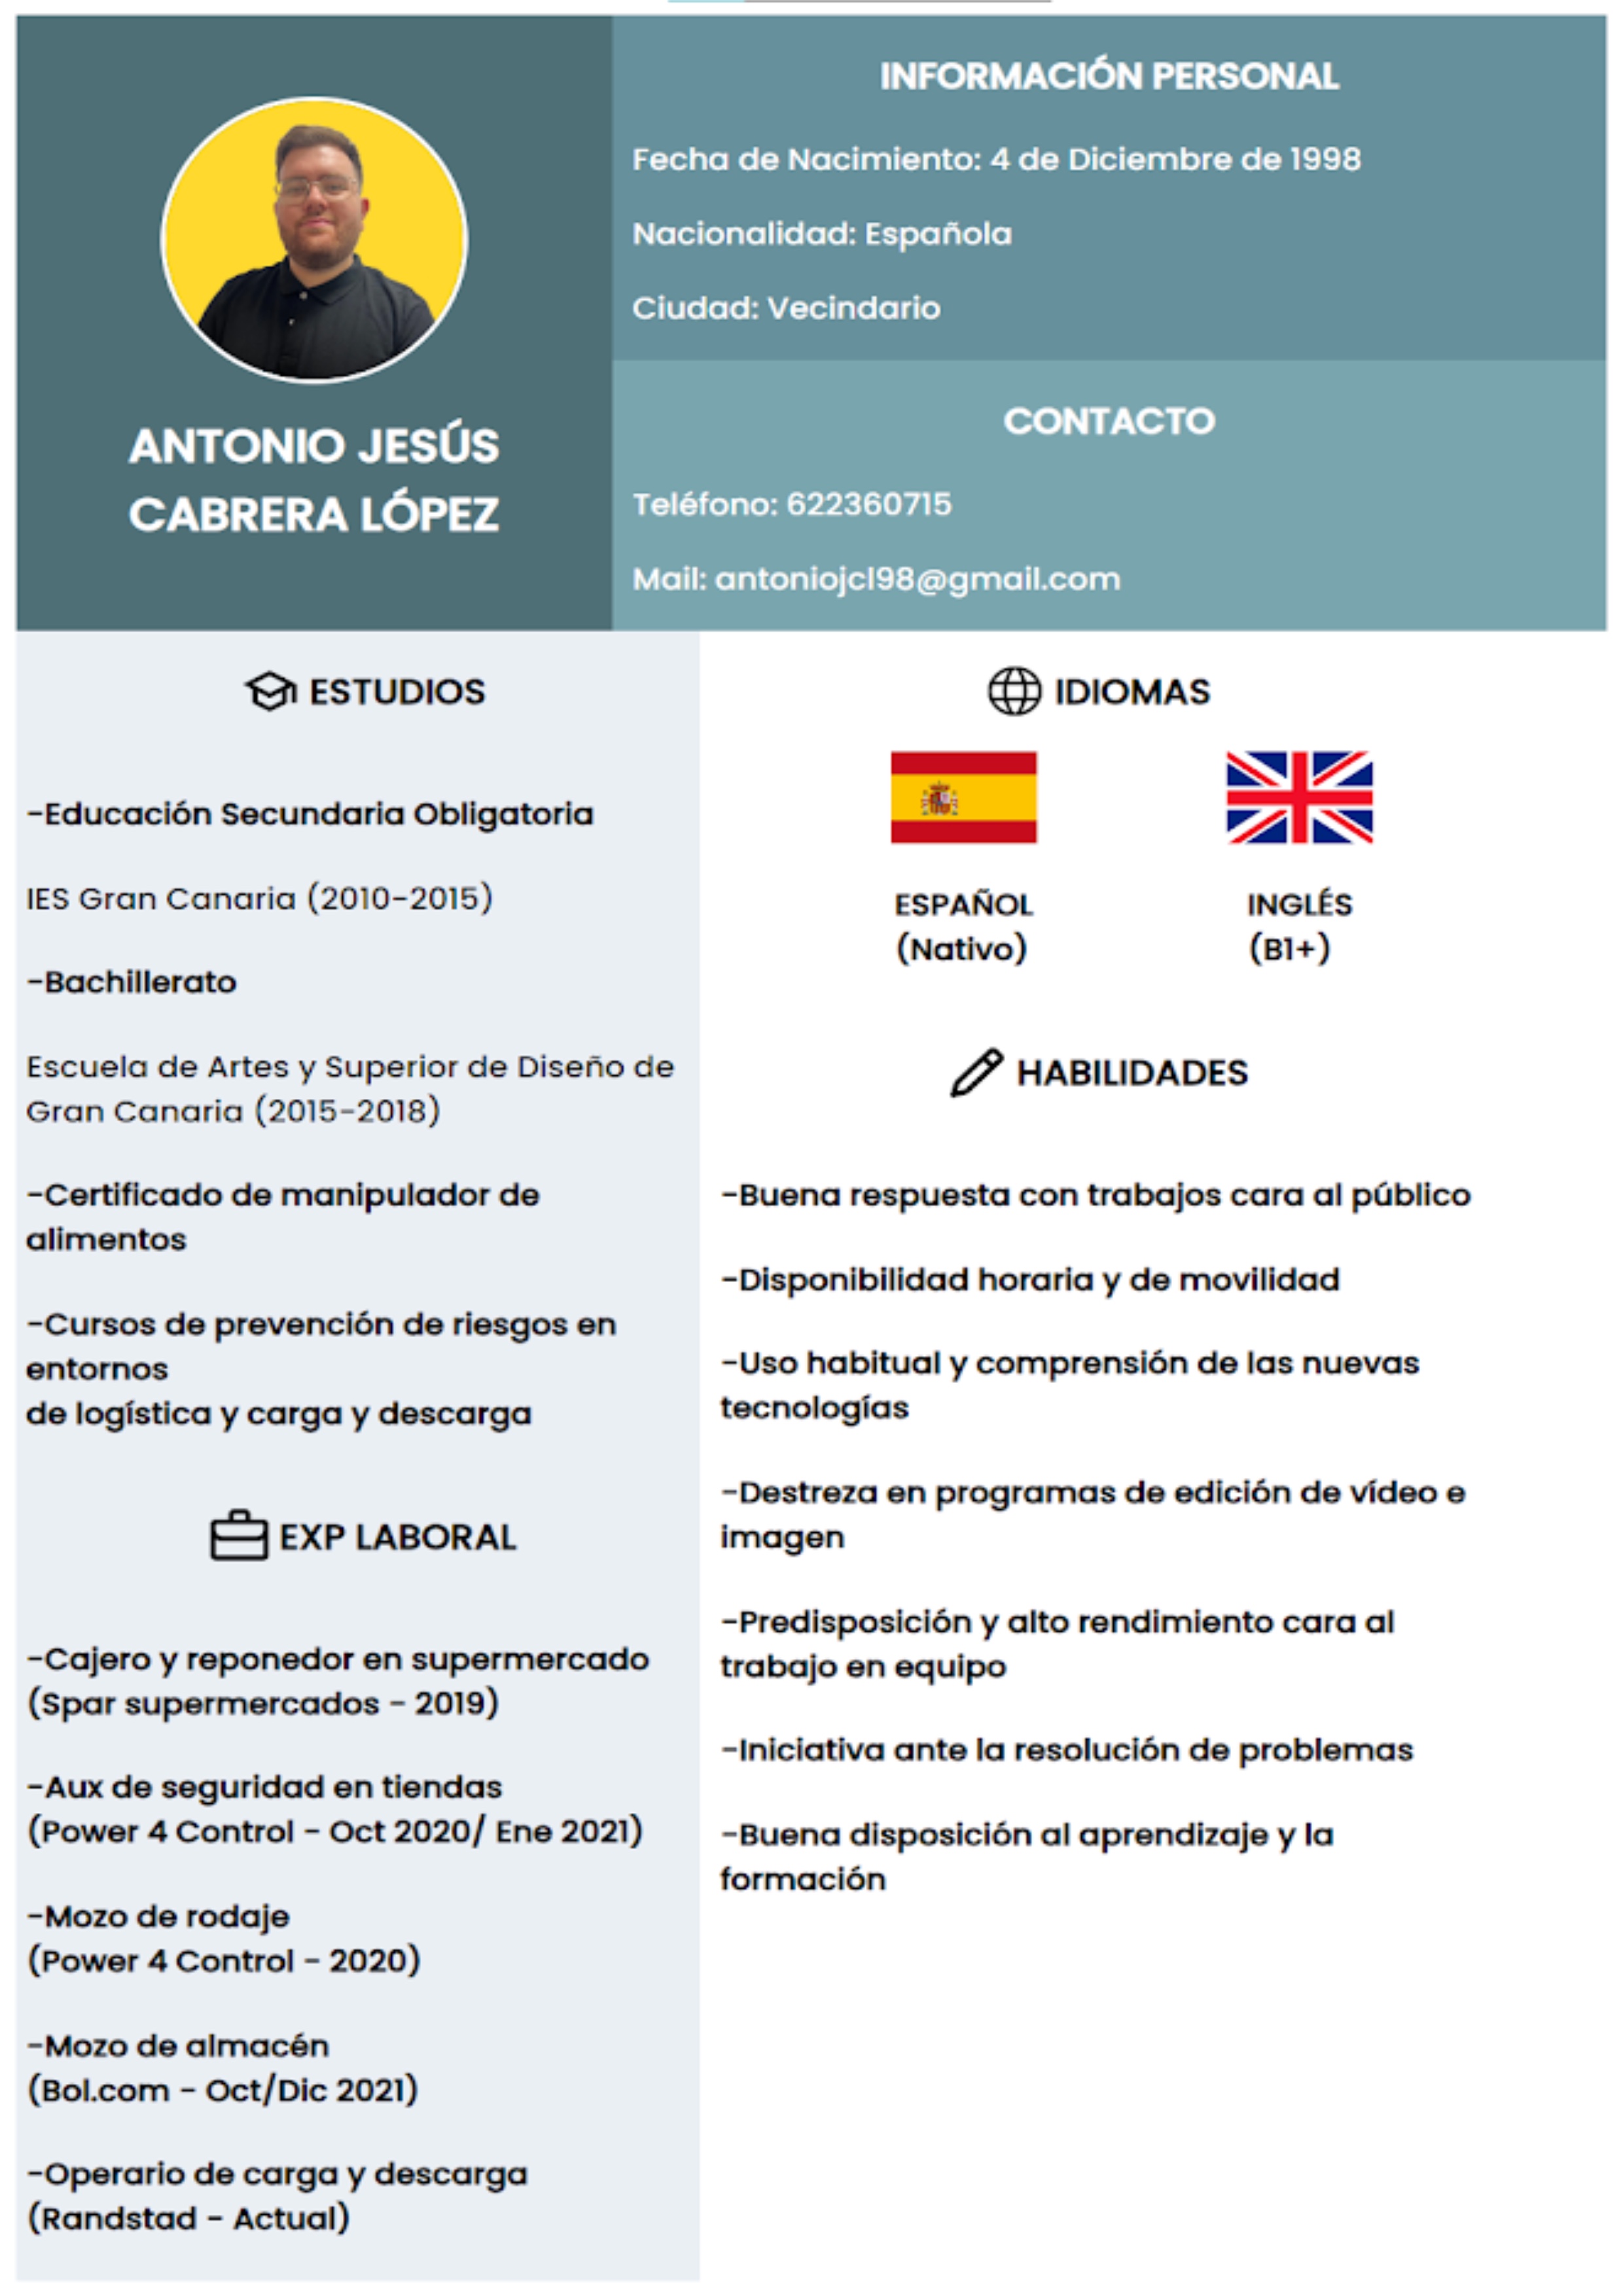 ANTONIO JESÚS
CABRERA LÓPEZ
INFORMACIÓN PERSONAL
Fecha de Nacimiento: 4 de Diciembre de 1998
Nacionalidad: Española
Ciudad: Vecindario
CONTACTO
Teléfono: 622360715
Mail: antoniojcl98@gmail.com
ESTUDIOS
-Educación Secundaria Obligatoria
IES Gran Canaria (2010-2015)
-Bachillerato
Escuela de Artes y Superior de Diseño de
Gran Canaria (2015-2018)
-Certificado de manipulador de
alimentos
-Cursos de prevención de riesgos en
entornos
de logística y carga y descarga
EXP LABORAL
-Cajero y reponedor en supermercado
(Spar supermercados - 2019)
-Aux de seguridad en tiendas
(Power 4 Control - Oct 2020/ Ene 2021)
-Mozo de rodaje
(Power 4 Control - 2020)
-Mozo de almacén
(Bol.com - Oct/Dic 2021)
-Operario de carga y descarga
(Randstad - Actual)
IDIOMAS
ESPAÑOL
(Nativo)
INGLÉS
(B1+)
HABILIDADES
-Buena respuesta con trabajos cara al público
-Disponibilidad horaria y de movilidad
-Uso habitual y comprensión de las nuevas
tecnologías
-Destreza en programas de edición de vídeo e
imagen
-Predisposición y alto rendimiento cara al
trabajo en equipo
-Iniciativa ante la resolución de problemas
-Buena disposición al aprendizaje y la
formación